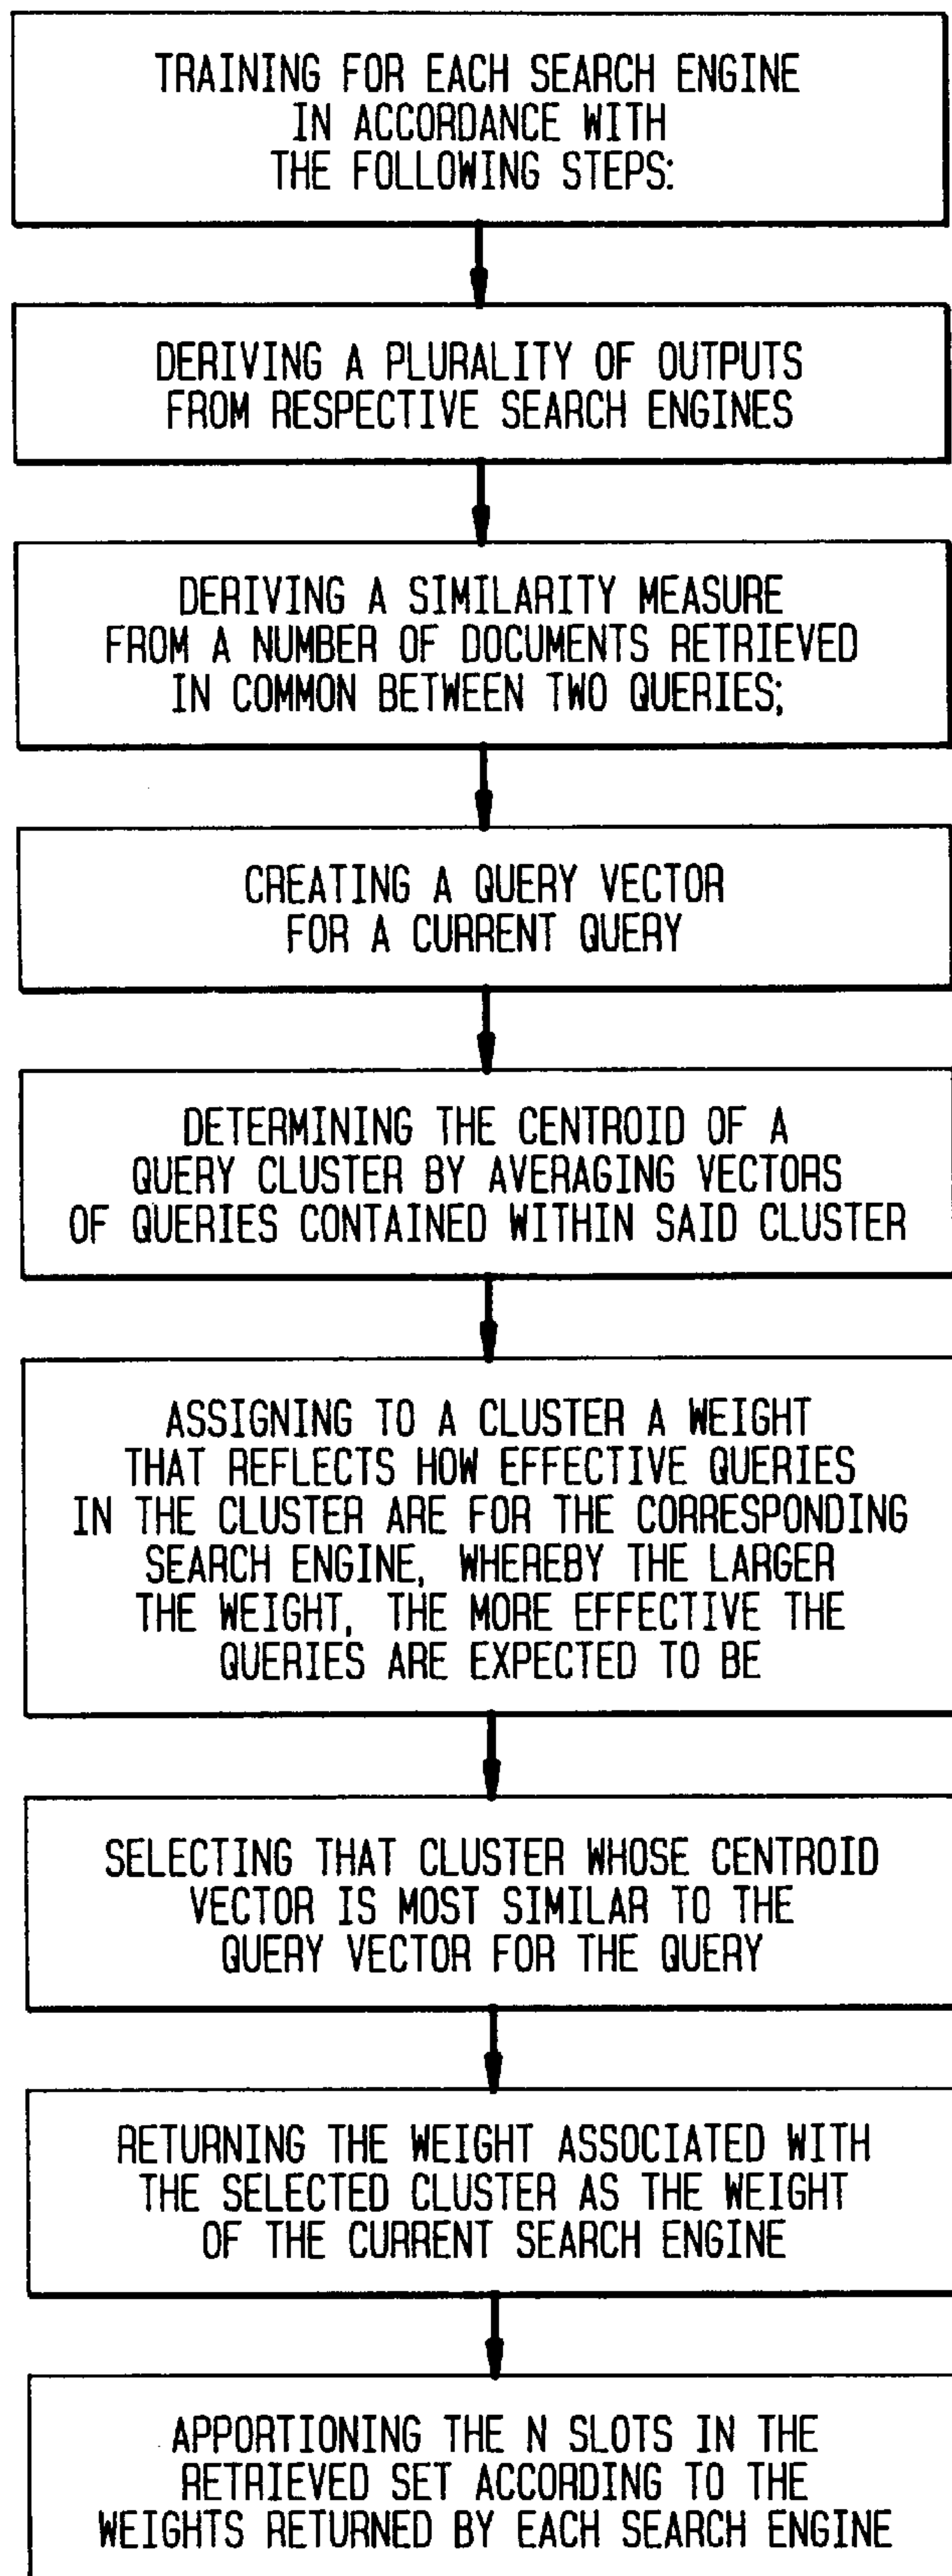 TRAINING FOR EACH SEARCH ENGINE
IN ACCORDANCE WITH
THE FOLLOWING STEPS:
DERIVING A PLURALITY OF OUTPUTS
FROM RESPECTIVE SEARCH ENGINES
DERIVING A SIMILARITY MEASURE
FROM A NUMBER OF DOCUMENTS RETRIEVED
IN COMMON BETWEEN TWO QUERIES;
CREATING A QUERY VECTOR
FOR A CURRENT QUERY
DETERMINING THE CENTROID OF A
QUERY CLUSTER BY AVERAGING VECTORS
OF QUERIES CONTAINED WITHIN SAID CLUSTER
ASSIGNING TO A CLUSTER A WEIGHT
THAT REFLECTS HOW EFFECTIVE QUERIES
IN THE CLUSTER ARE FOR THE CORRESPONDING
SEARCH ENGINE, WHEREBY THE LARGER
THE WEIGHT, THE MORE EFFECTIVE THE
QUERIES ARE EXPECTED TO BE
SELECTING THAT CLUSTER WHOSE CENTROID
VECTOR IS MOST SIMILAR TO THE
QUERY VECTOR FOR THE QUERY
RETURNING THE WEIGHT ASSOCIATED WITH
THE SELECTED CLUSTER AS THE WEIGHT
OF THE CURRENT SEARCH ENGINE
APPORTIONING THE N SLOTS IN THE
RETRIEVED SET ACCORDING TO THE
WEIGHTS RETURNED BY EACH SEARCH ENGINE